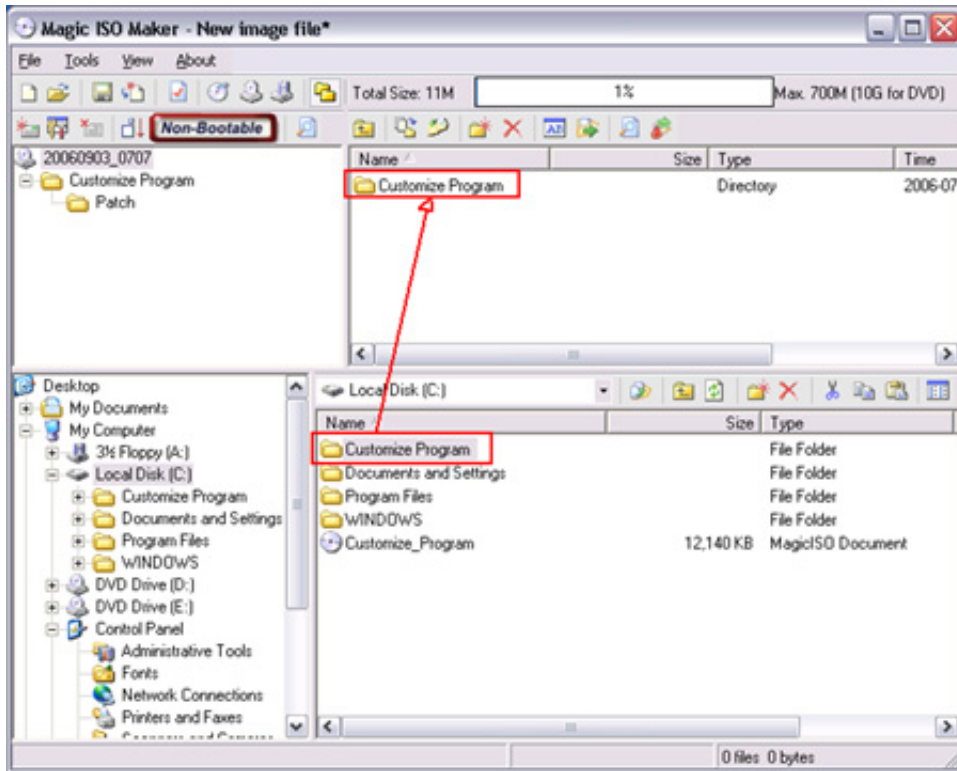 Magic ISO Maker - New image file*
File Tools View About
Total Size: 11M 1% Max. 700M (10G for DVD)
Non-Bootable
20060903_0707
Customize Program
Patch
Name Size Type Time
Customize Program Directory 2006-07
Desktop
My Documents
My Computer
3½ Floppy (A:)
Local Disk (C:)
Customize Program
Documents and Settings
Program Files
WINDOWS
DVD Drive (D:)
DVD Drive (E:)
Control Panel
Administrative Tools
Fonts
Network Connections
Printers and Faxes
Local Disk (C:)
Name Size Type
Customize Program File Folder
Documents and Settings File Folder
Program Files File Folder
WINDOWS File Folder
Customize_Program 12,140 KB MagicISO Document
0 files 0 bytes